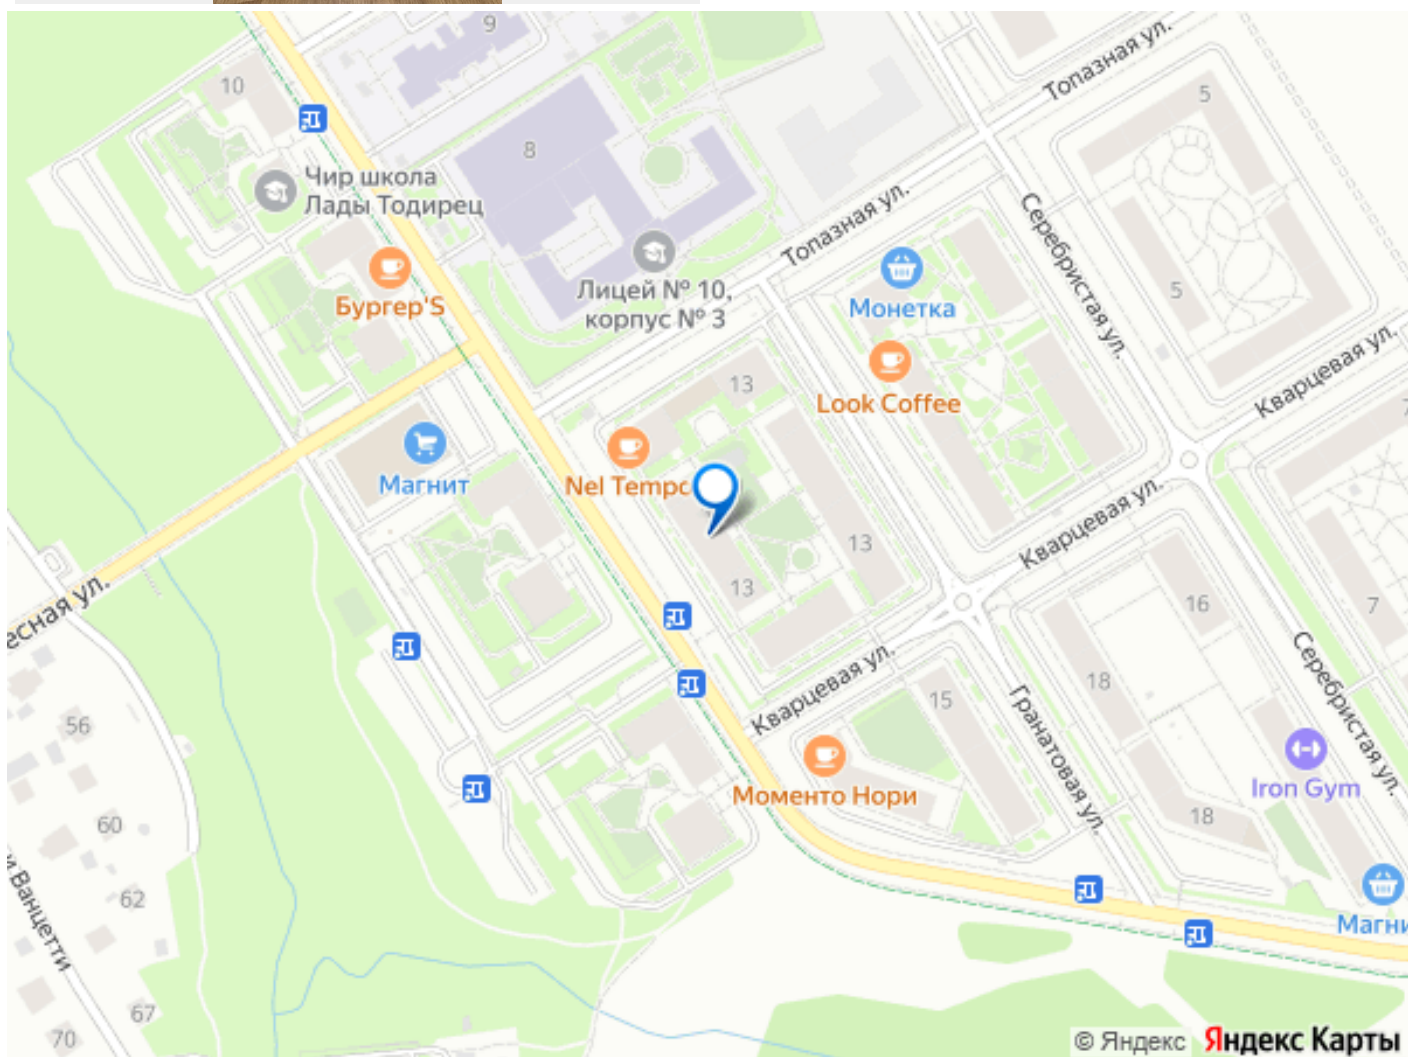 9
Топазная ул.
10
5
8
Чир школа
Лады Тодирец
Топазная ул.
Серебристая ул.
Лицей № 10,
корпус № 3
Монетка
5
Бургер'S
Кварцевая ул.
13
Look Coffee
7
Магнит
Nel Tempo
Кварцевая ул.
13
13
есная ул.
16
7
Кварцевая ул.
18
15
Серебристая ул.
Гранатовая ул.
56
Моменто Нори
Iron Gym
18
60
62
и Ванцетти
Магни
67
70
© Яндекс Яндекс Карты